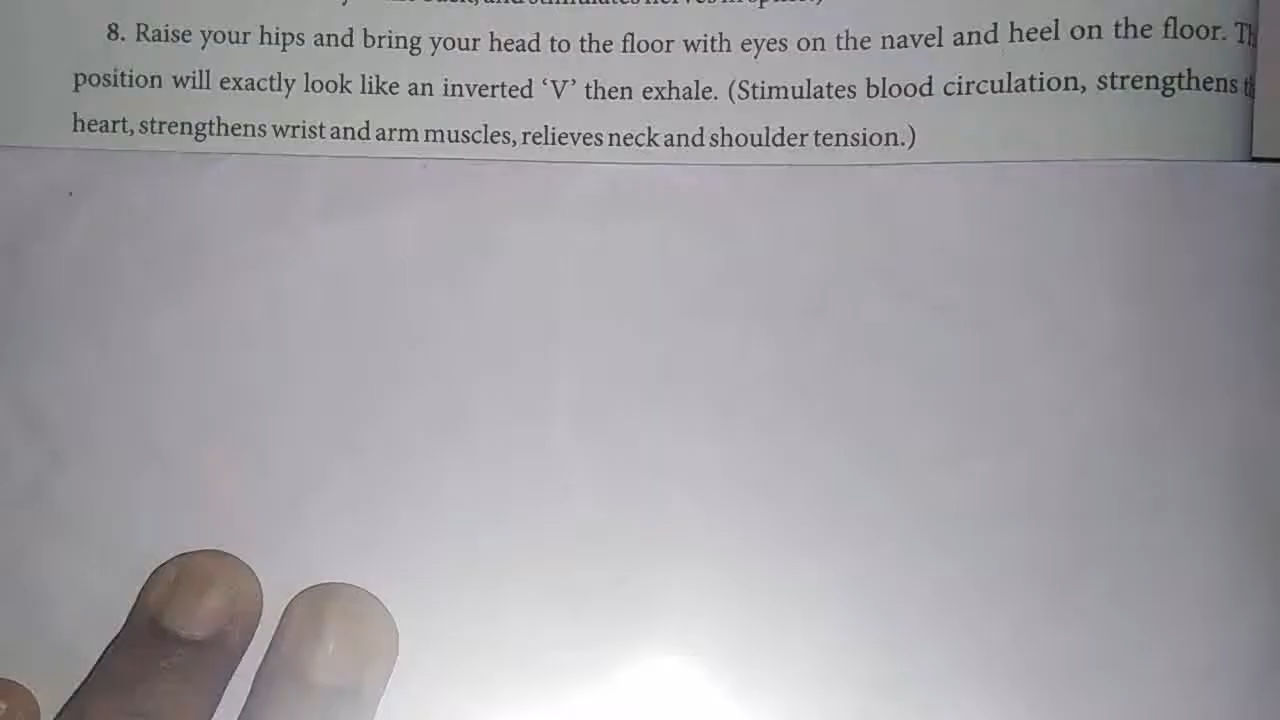 8. Raise your hips and bring your head to the floor with eyes on the navel and heel on the floor.
position will exactly look like an inverted ‘V’ then exhale. (Stimulates blood circulation, strengthens
heart, strengthens wrist and arm muscles, relieves neck and shoulder tension.)